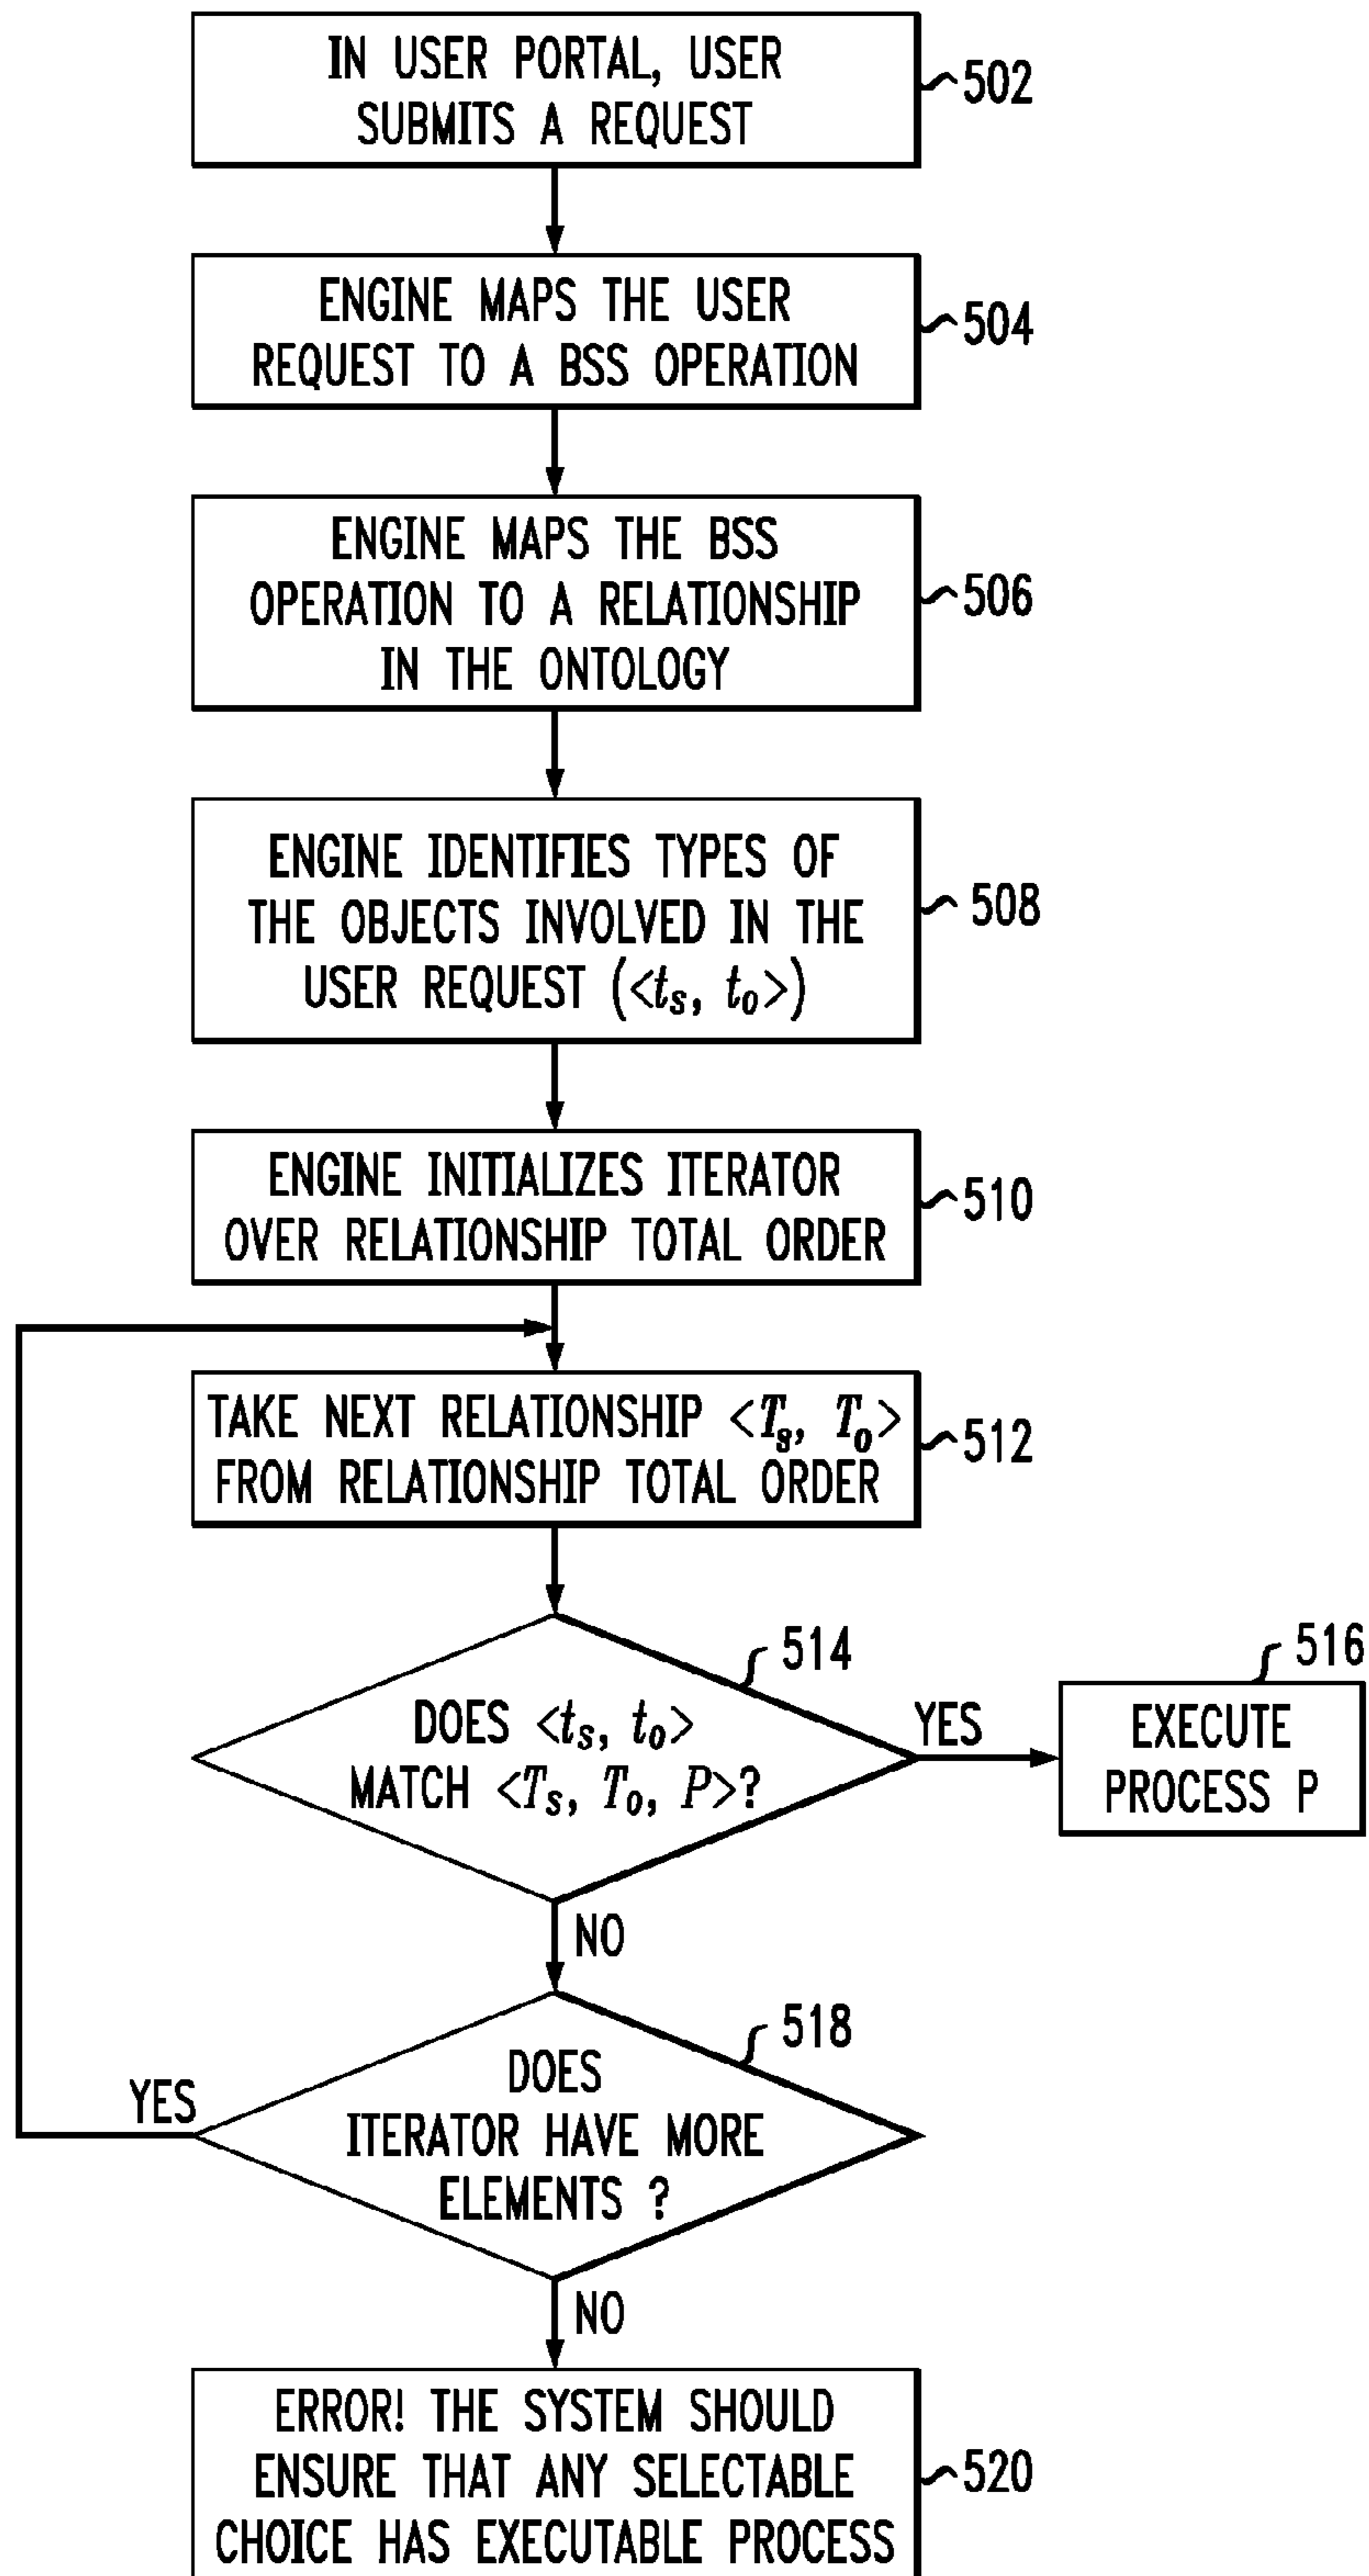 IN USER PORTAL, USER
SUBMITS A REQUEST
502
ENGINE MAPS THE USER
REQUEST TO A BSS OPERATION
504
ENGINE MAPS THE BSS
OPERATION TO A RELATIONSHIP
IN THE ONTOLOGY
506
ENGINE IDENTIFIES TYPES OF
THE OBJECTS INVOLVED IN THE
USER REQUEST (<ts, to>)
508
ENGINE INITIALIZES ITERATOR
OVER RELATIONSHIP TOTAL ORDER
510
TAKE NEXT RELATIONSHIP <Ts, To>
FROM RELATIONSHIP TOTAL ORDER
512
514
DOES <ts, to>
MATCH <Ts, To, P>?
YES
516
EXECUTE
PROCESS P
NO
518
DOES
ITERATOR HAVE MORE
ELEMENTS ?
YES
NO
ERROR! THE SYSTEM SHOULD
ENSURE THAT ANY SELECTABLE
CHOICE HAS EXECUTABLE PROCESS
520